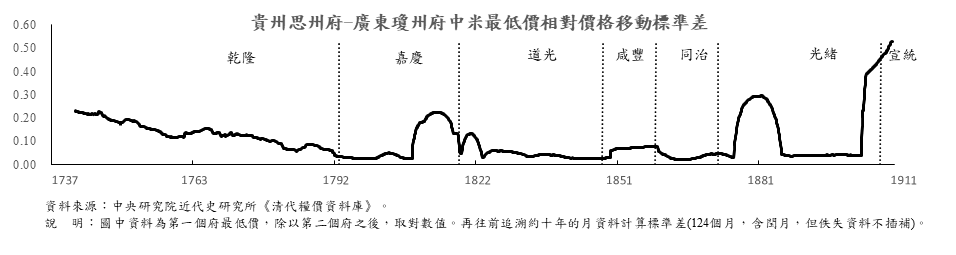 貴州思州府–廣東瓊州府中米最低價相對價格移動標準差
0.60
0.50
0.40
0.30
0.20
0.10
0.00
乾隆 嘉慶 道光 咸豐 同治 光緒 宣統
1737 1763 1792 1822 1851 1881 1911
資料來源：中央研究院近代史研究所《清代糧價資料庫》。
說　明：圖中資料為第一個府最低價，除以第二個府之後，取對數值。再往前追溯約十年的月資料計算標準差(124個月，含閏月，但佚失資料不插補)。